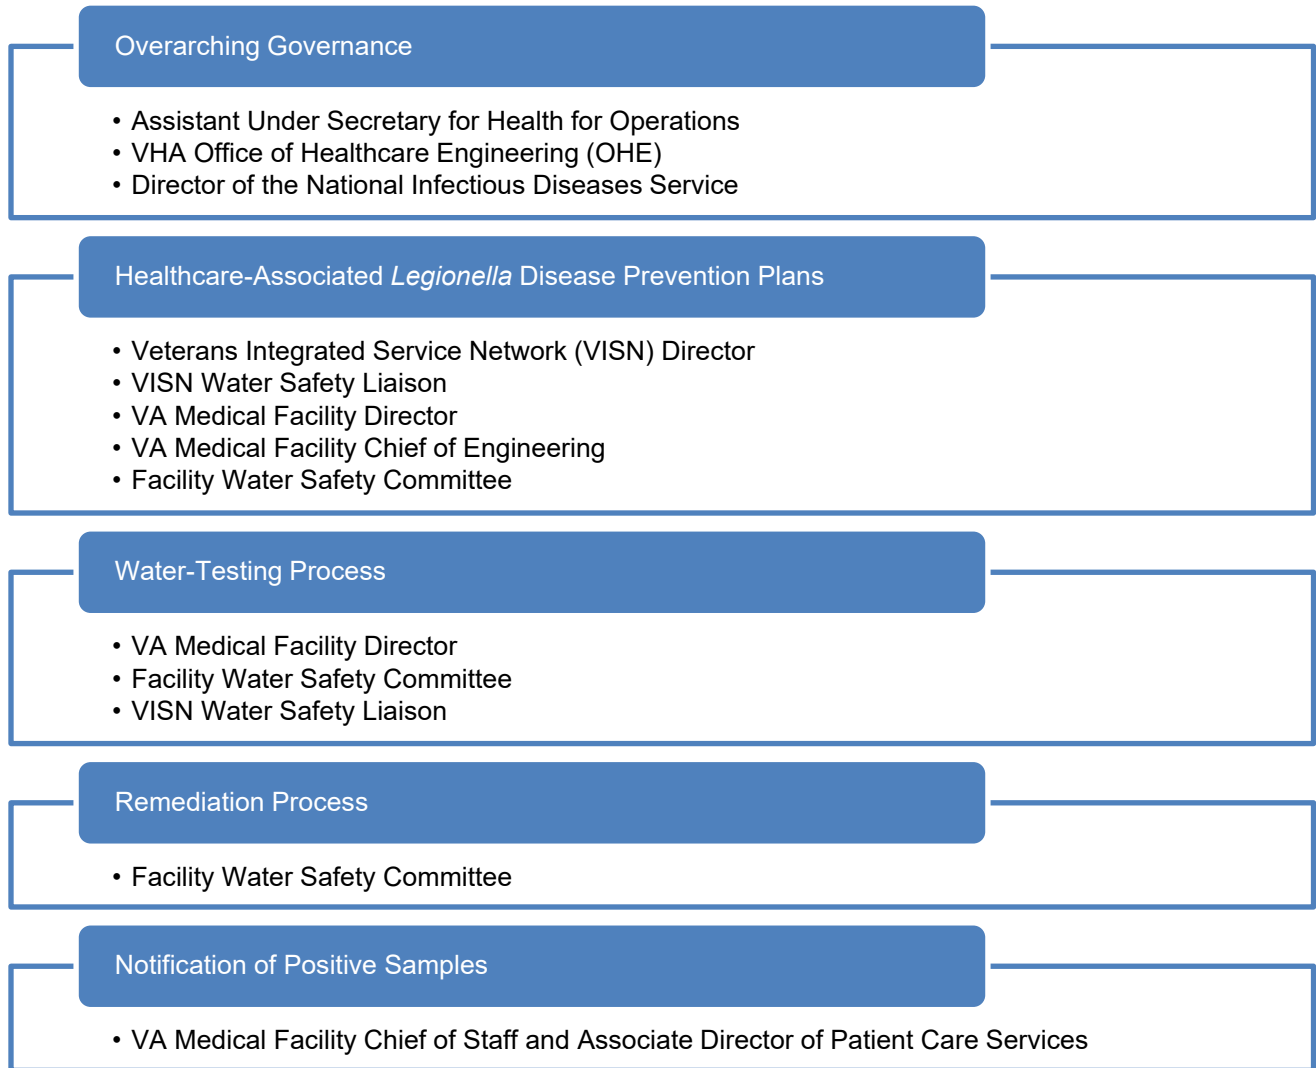 Overarching Governance
• Assistant Under Secretary for Health for Operations
• VHA Office of Healthcare Engineering (OHE)
• Director of the National Infectious Diseases Service
Healthcare-Associated Legionella Disease Prevention Plans
• Veterans Integrated Service Network (VISN) Director
• VISN Water Safety Liaison
• VA Medical Facility Director
• VA Medical Facility Chief of Engineering
• Facility Water Safety Committee
Water-Testing Process
• VA Medical Facility Director
• Facility Water Safety Committee
• VISN Water Safety Liaison
Remediation Process
• Facility Water Safety Committee
Notification of Positive Samples
• VA Medical Facility Chief of Staff and Associate Director of Patient Care Services